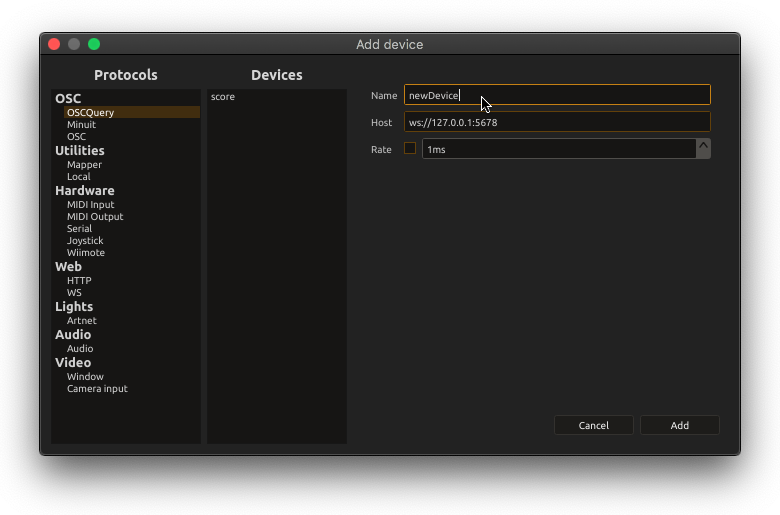 Add device
Protocols
OSC
OSCQuery
Minuit
OSC
Utilities
Mapper
Local
Hardware
MIDI Input
MIDI Output
Serial
Joystick
Wiimote
Web
HTTP
WS
Lights
Artnet
Audio
Audio
Video
Window
Camera input
Devices
score
Name newDevice
Host ws://127.0.0.1:5678
Rate 1ms
Cancel Add